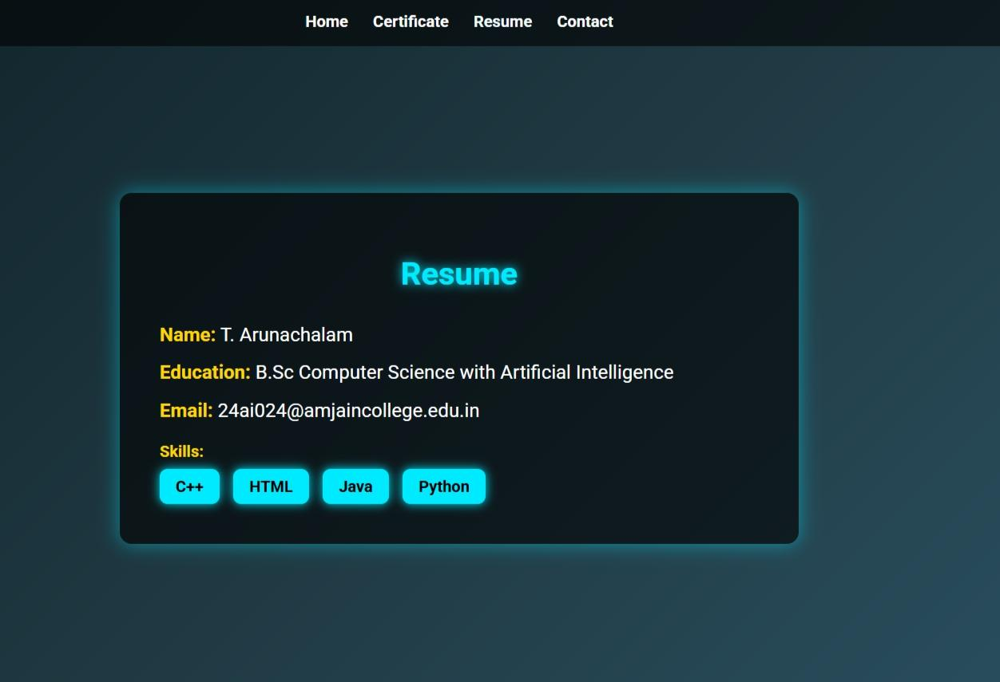 Home Certificate Resume Contact
Resume
Name: T. Arunachalam
Education: B.Sc Computer Science with Artificial Intelligence
Email: 24ai024@amjaincollege.edu.in
Skills:
C++ HTML Java Python